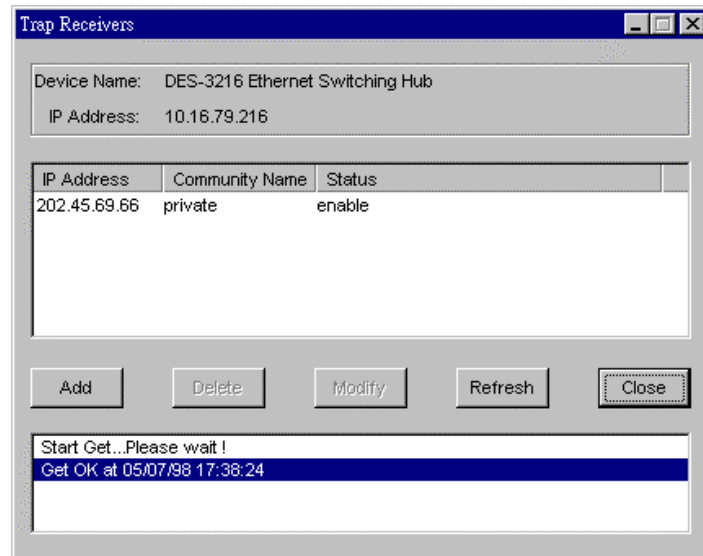 Trap Receivers
Device Name: DES-3216 Ethernet Switching Hub
IP Address: 10.16.79.216
IP Address Community Name Status
202.45.69.66 private enable
Add Delete Modify Refresh Close
Start Get...Please wait !
Get OK at 05/07/98 17:38:24